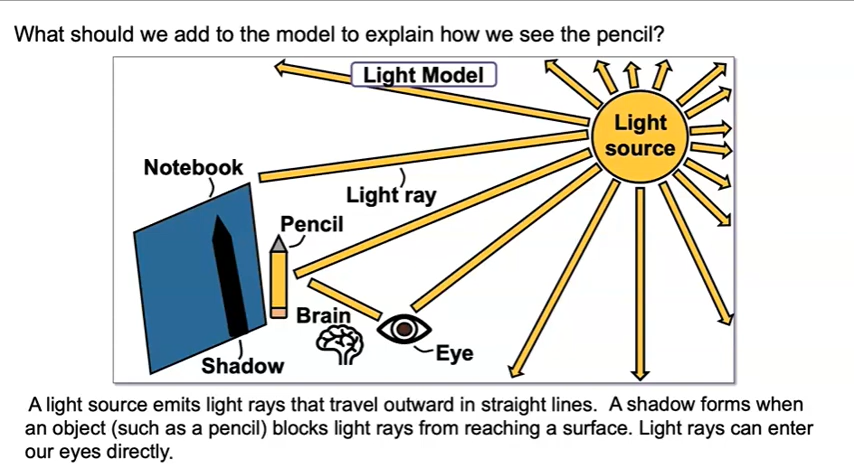 What should we add to the model to explain how we see the pencil?
Light Model
Light
source
Notebook
Light ray
Pencil
Brain
Eye
Shadow
A light source emits light rays that travel outward in straight lines.  A shadow forms when
an object (such as a pencil) blocks light rays from reaching a surface. Light rays can enter
our eyes directly.